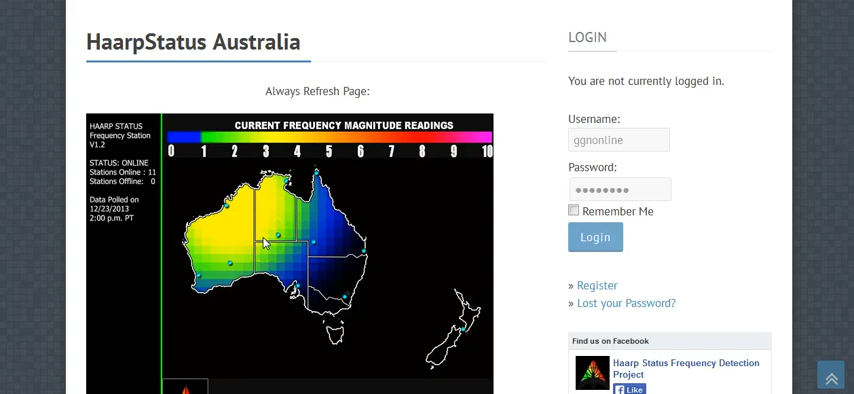 HaarpStatus Australia
Always Refresh Page:
HAARP STATUS
Frequency Station
V1.2
STATUS: ONLINE
Stations Online : 11
Stations Offline: 0
Data Polled on
12/23/2013
2:00 p.m. PT
CURRENT FREQUENCY MAGNITUDE READINGS
0 1 2 3 4 5 6 7 8 9 10
LOGIN
You are not currently logged in.
Username:
ggnonline
Password:
Remember Me
Login
» Register
» Lost your Password?
Find us on Facebook
Haarp Status Frequency Detection
Project
Like